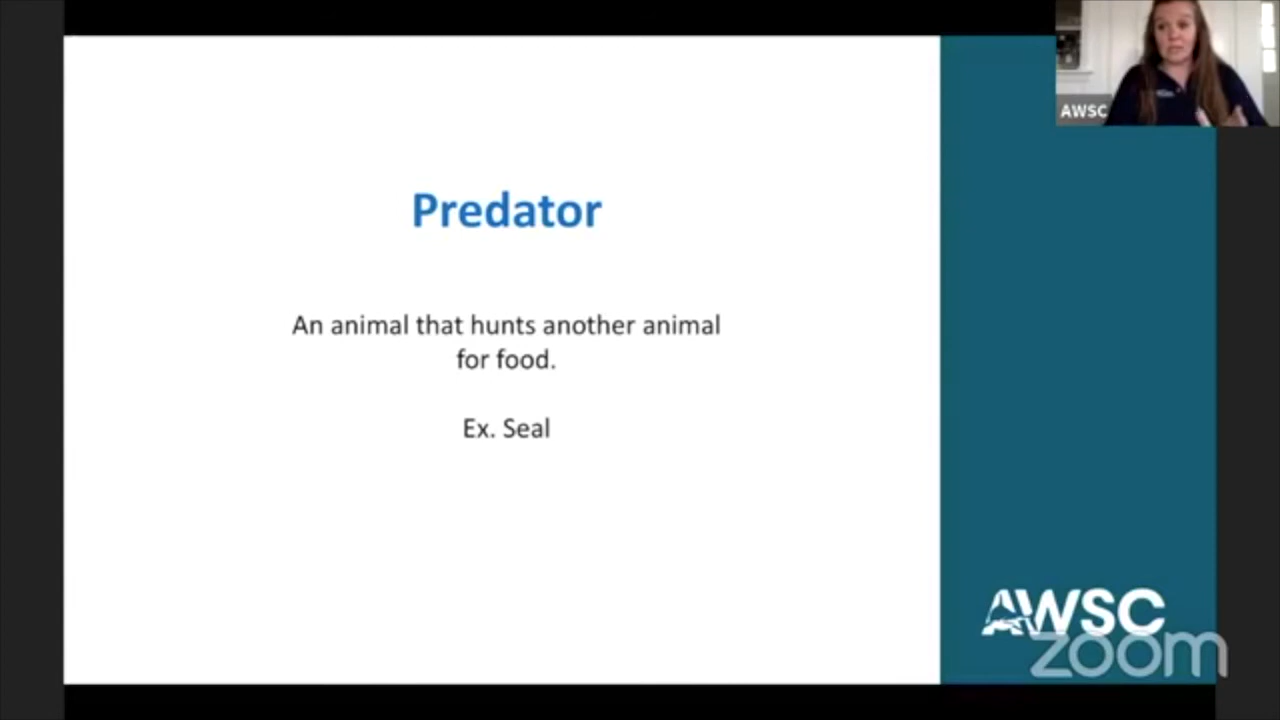 AWSC
Predator
An animal that hunts another animal
for food.
Ex. Seal
AWSC
zoom